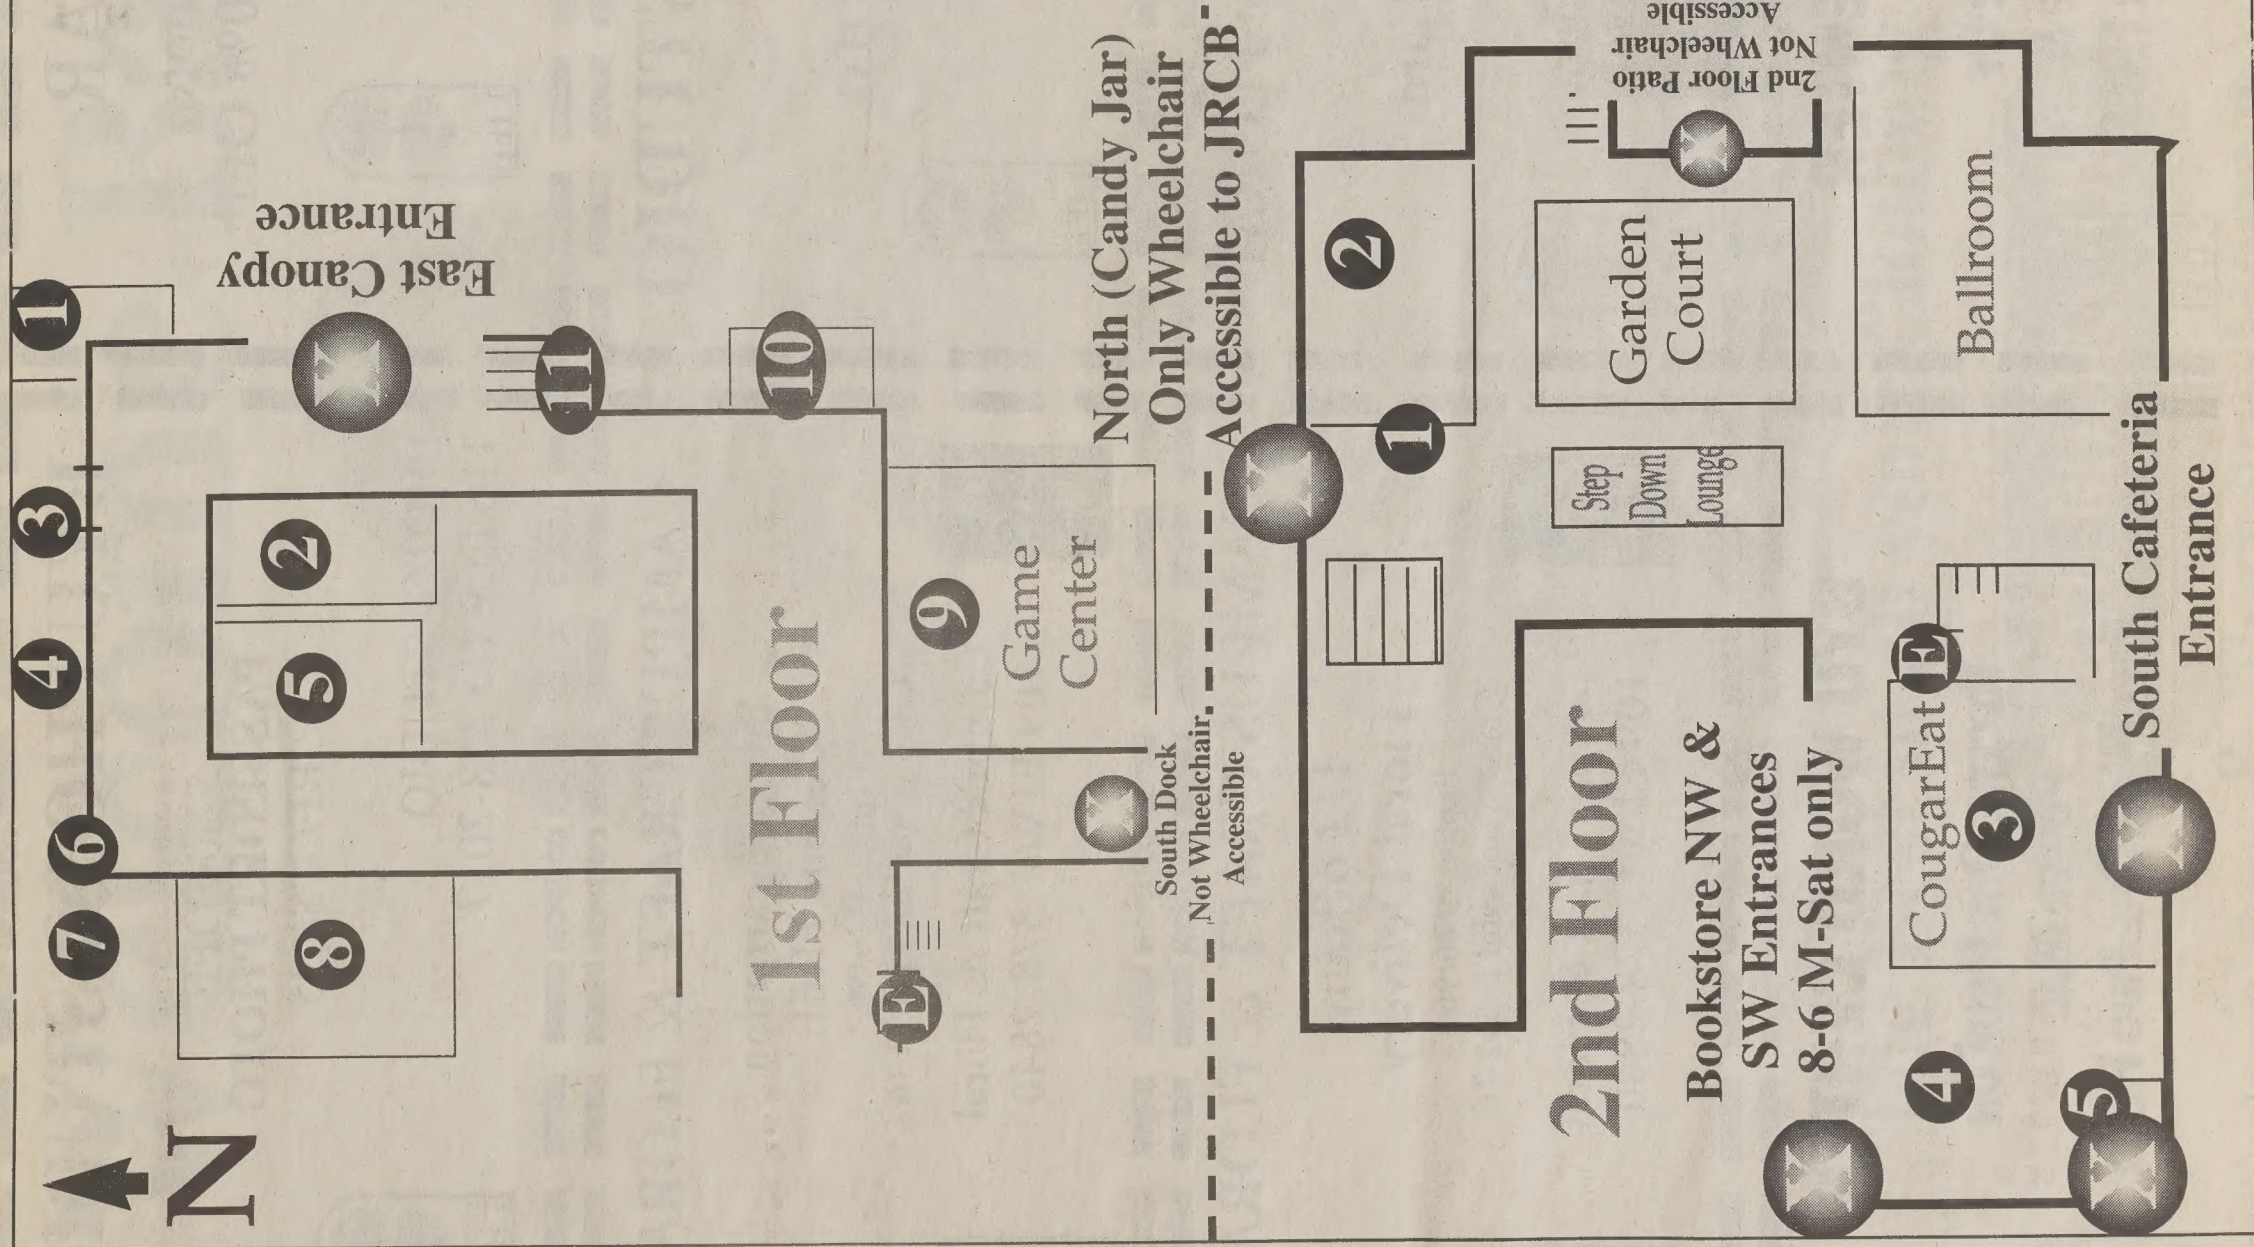 N
1
East Canopy
Entrance
3
4
2
5
6
7
8
11
10
1st Floor
9
Game
Center
E
South Dock
Not Wheelchair
Accessible
North (Candy Jar)
Only Wheelchair
Accessible to JRCB
2
1
Garden
Court
Step
Down
Lounge
2nd Floor Patio
Not Wheelchair
Accessible
Ballroom
2nd Floor
Bookstore NW &
SW Entrances
8-6 M-Sat only
E
CougarEat
3
4
5
South Cafeteria
Entrance